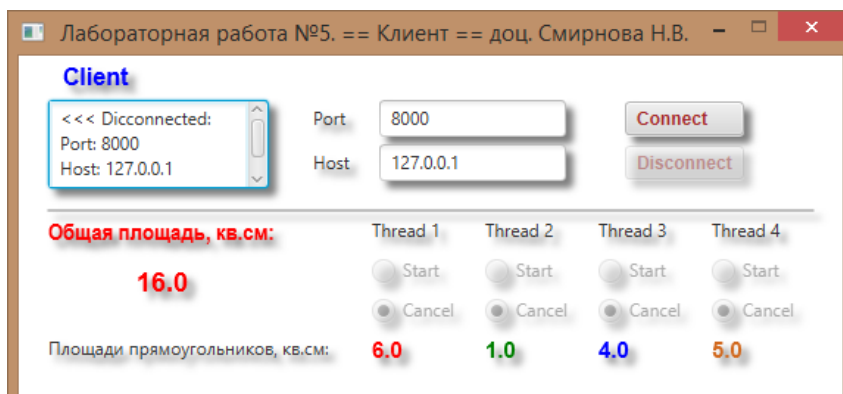 Лабораторная работа №5. == Клиент == доц. Смирнова Н.В.
Client
<<< Dicconnected:
Port: 8000
Host: 127.0.0.1
Port 8000 Connect
Host 127.0.0.1 Disconnect
Общая площадь, кв.см: Thread 1 Thread 2 Thread 3 Thread 4
Start Start Start Start
16.0
Cancel Cancel Cancel Cancel
Площади прямоугольников, кв.см: 6.0 1.0 4.0 5.0